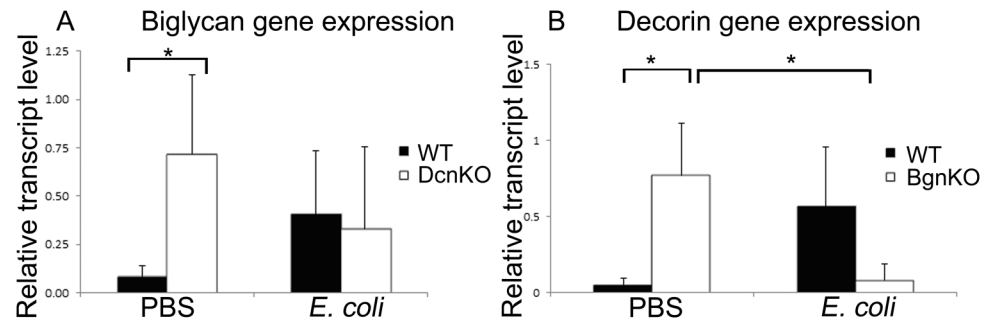 A Biglycan gene expression
Relative transcript level
1.25
1.00
0.75
0.50
0.25
0.00
*
WT
DcnKO
PBS E. coli
B Decorin gene expression
Relative transcript level
1.5
1
0.5
0
*
*
WT
BgnKO
PBS E. coli